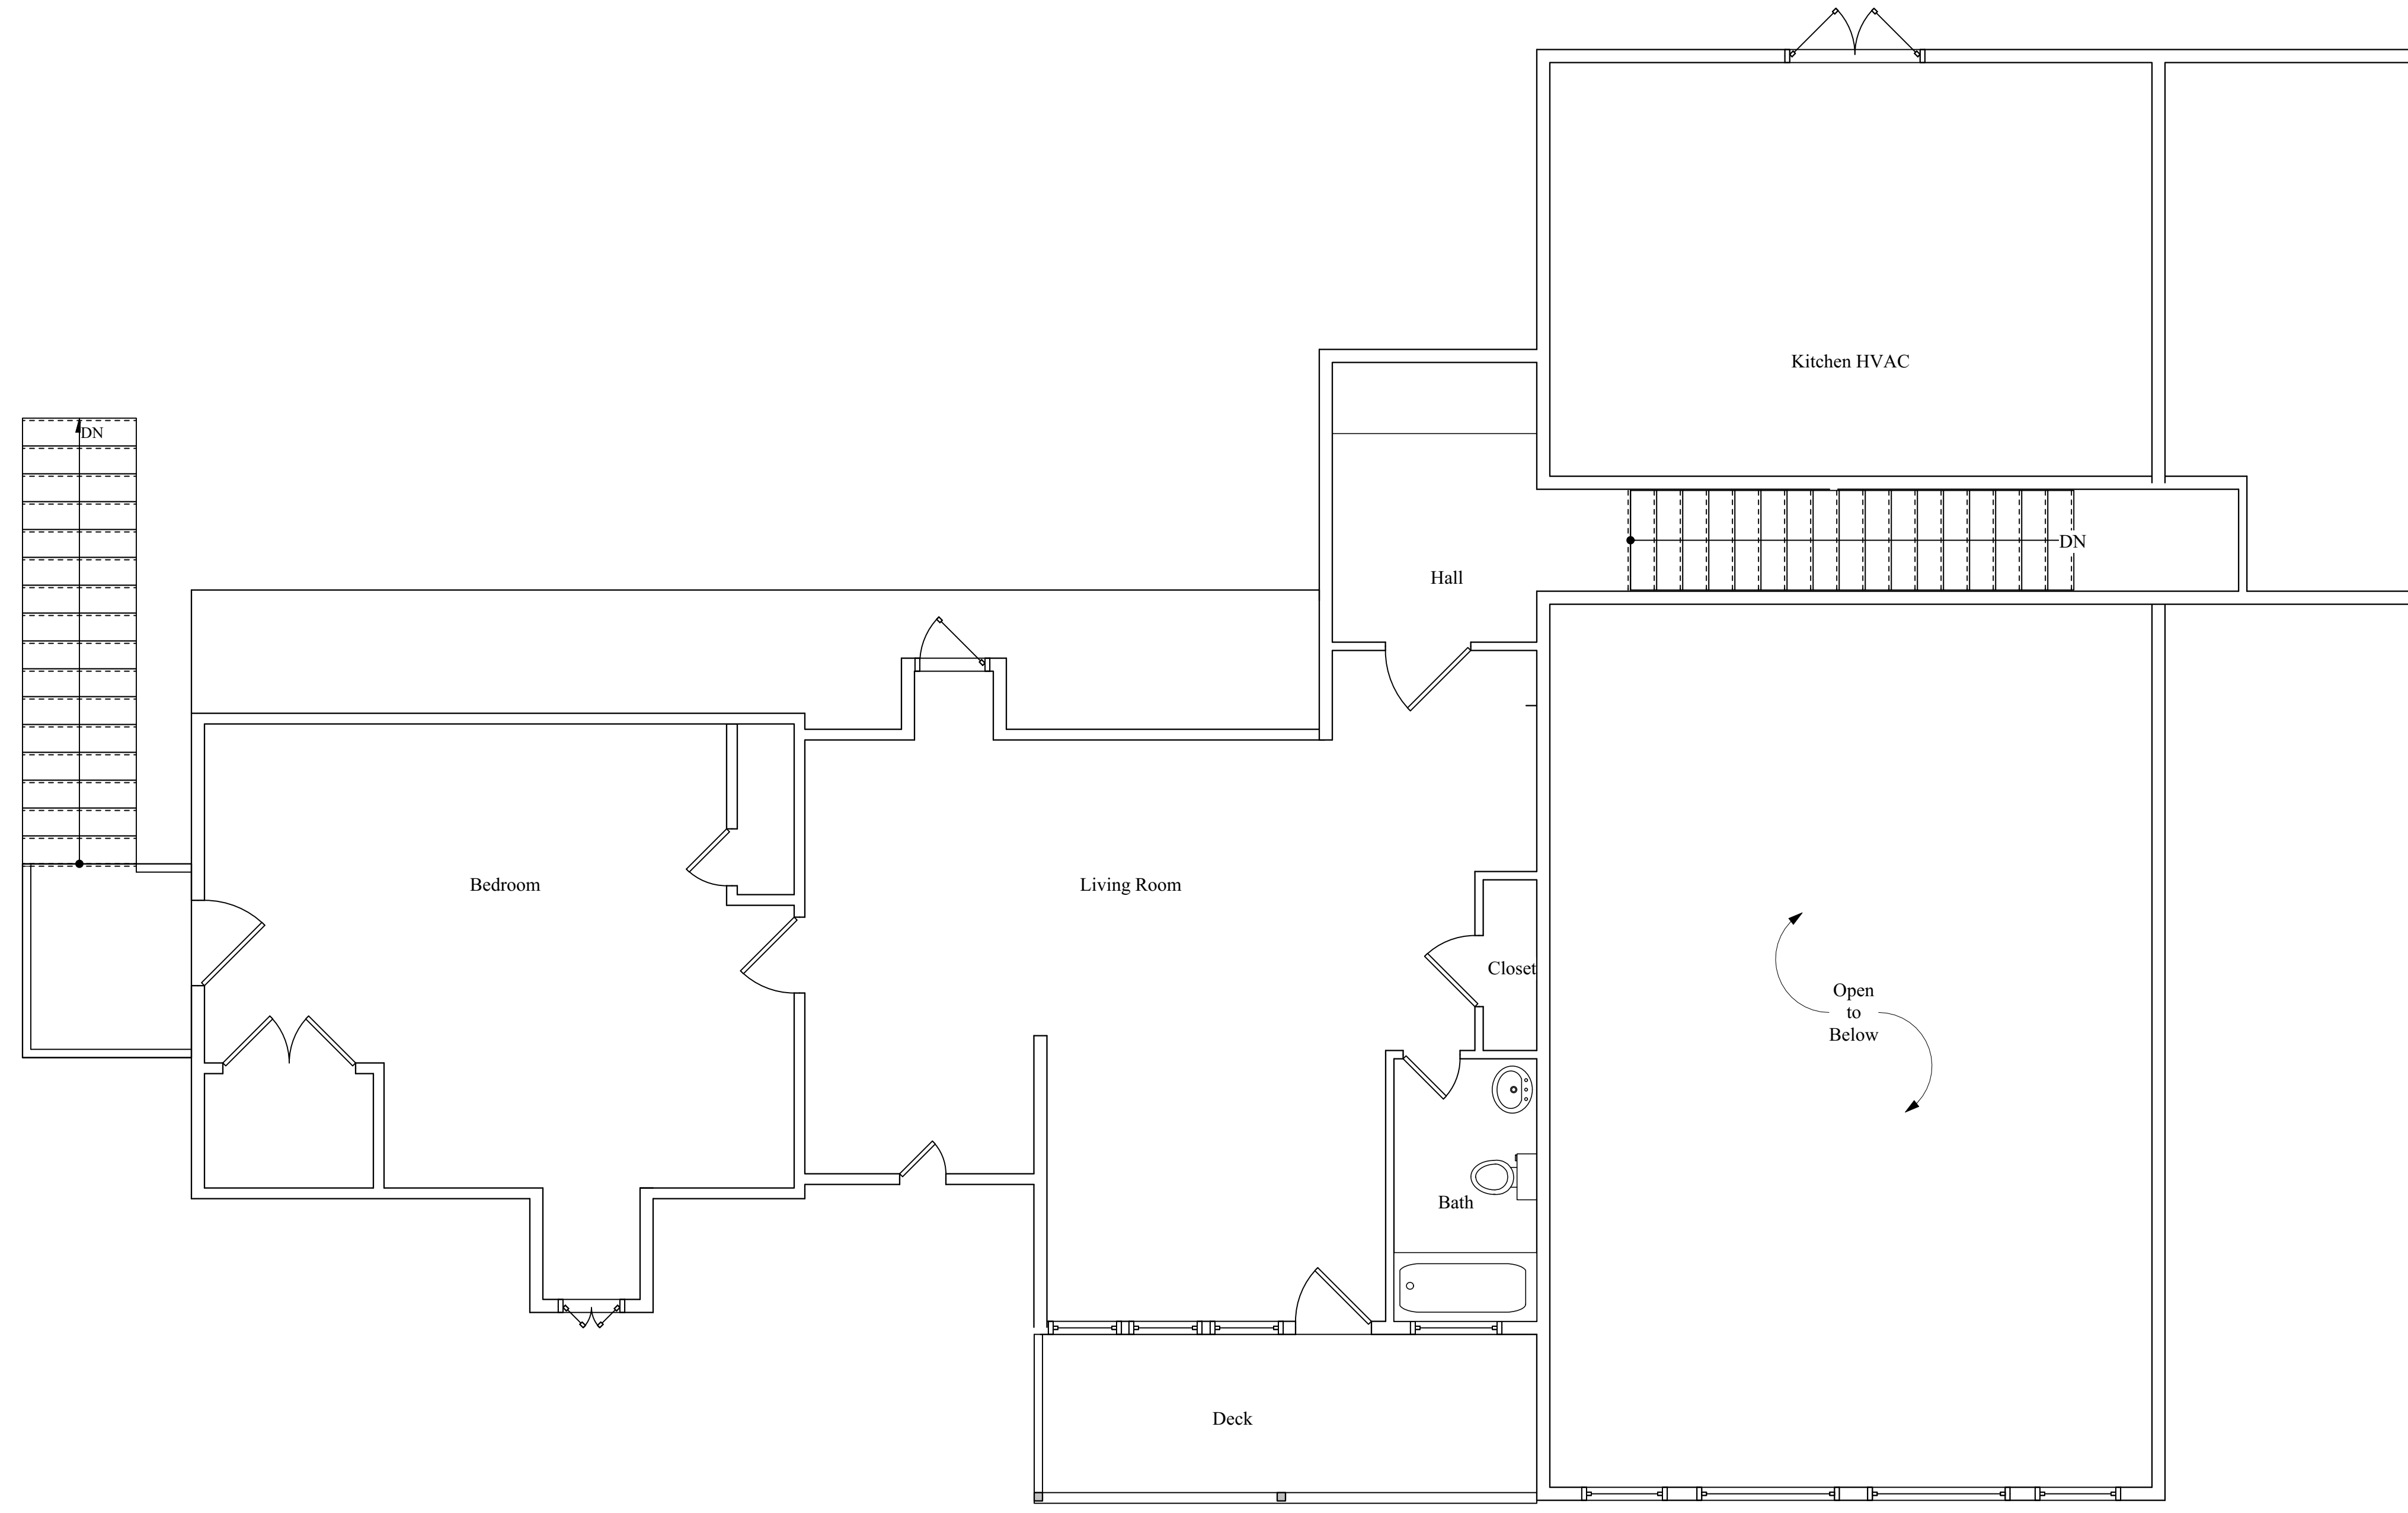 Kitchen HVAC
DN
DN
Hall
Bedroom
Living Room
Closet
Open
to
Below
Bath
Deck